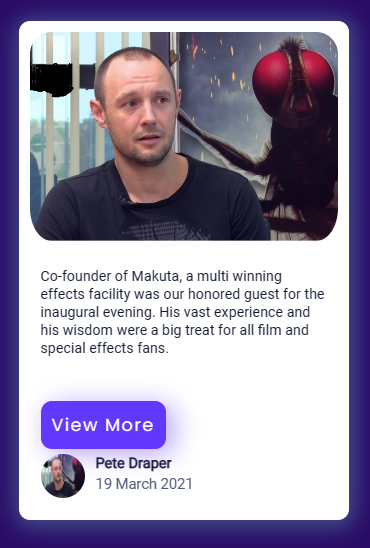 Co-founder of Makuta, a multi winning
effects facility was our honored guest for the
inaugural evening. His vast experience and
his wisdom were a big treat for all film and
special effects fans.
View More
Pete Draper
19 March 2021